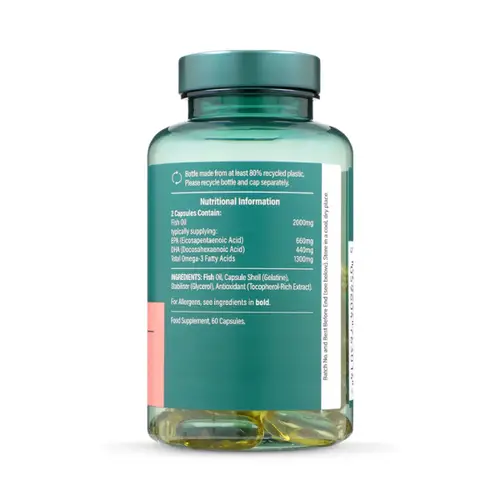 Bottle made from at least 80% recycled plastic.
Please recycle bottle and cap separately.
Nutritional Information
2 Capsules Contain:
Fish Oil 2000mg
typically supplying:
EPA (Eicosapentaenoic Acid) 660mg
DHA (Docosahexaenoic Acid) 440mg
Total Omega-3 Fatty Acids 1300mg
INGREDIENTS: Fish Oil, Capsule Shell (Gelatine),
Stabiliser (Glycerol), Antioxidant (Tocopherol-Rich Extract).
For Allergens, see ingredients in bold.
Food Supplement, 60 Capsules.
Batch No. and Best Before End (see below). Store in a cool, dry place.